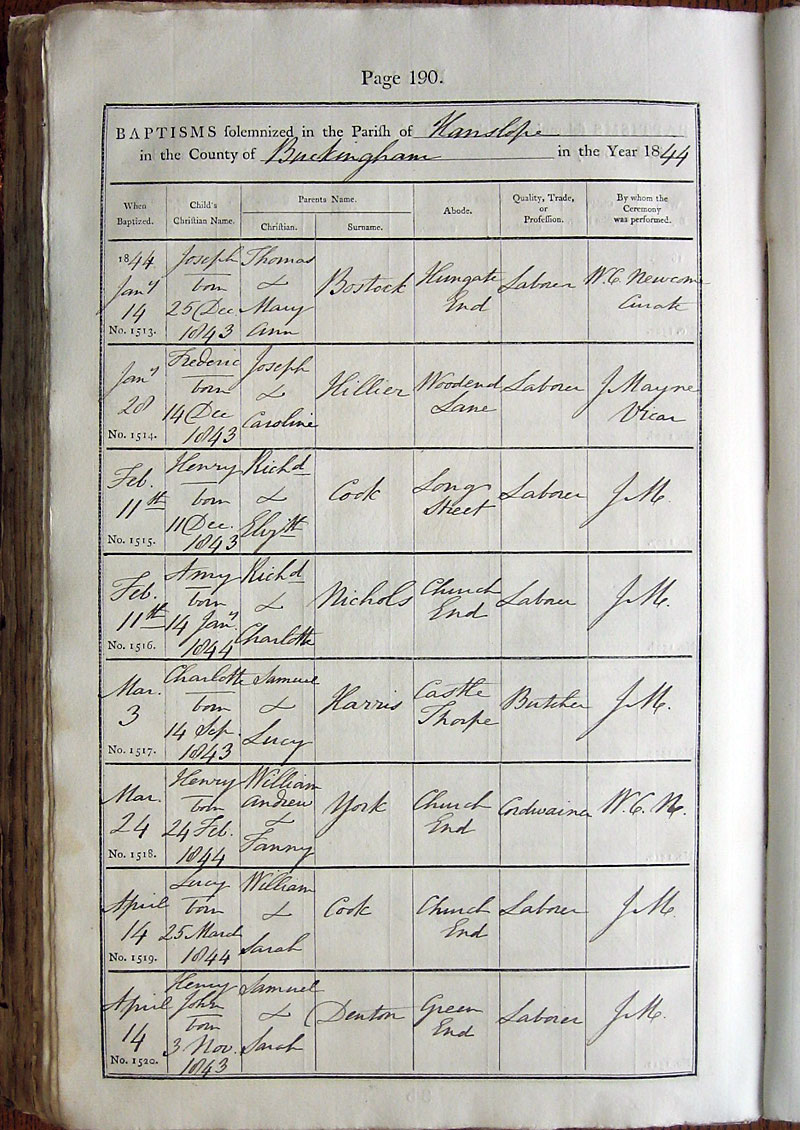 Page 190.
BAPTISMS solemnized in the Parish of Hanslope
in the County of Buckingham in the Year 1844
When Baptized. Child's Christian Name. Parents Name. Christian. Surname. Abode. Quality, Trade, or Profession. By whom the Ceremony was performed.
1844 Joseph Thomas
Jany born & Bostock Hungate Laborer W. C. Newcome
14 25 Dec Mary End Curate
No. 1513. 1843 Ann
Frederic Joseph
Jany born & Hillier Woodend Laborer J Mayne
28 14 Dec Caroline Lane Vicar
No. 1514. 1843
Feb. Henry Richd
11th born & Cook Long Laborer J M.
11 Dec. Elizth Street
No. 1515. 1843
Feb. Amy Richd
11th born & Nichols Church Laborer J M.
14 Jany Charlotte End
No. 1516. 1844
Mar. Charlotte Samuel
3 born & Harris Castle Butcher J M.
14 Sep. Lucy Thorpe
No. 1517. 1843
Mar. Henry William
24 born Andrew York Church Cordwainer W. C. N.
24 Feb. & Fanny End
No. 1518. 1844
April Lucy William
14 born & Cook Church Laborer J M.
25 March Sarah End
No. 1519. 1844
April Henry Samuel
14 John & Denton Green Laborer J M.
born Sarah End
3 Nov.
No. 1520. 1843